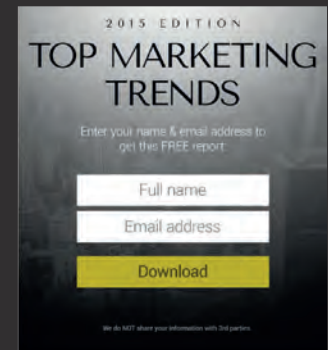 2015 EDITION
TOP MARKETING
TRENDS
Enter your name & email address to
get this FREE report
Full name
Email address
Download
We do NOT share your information with 3rd parties